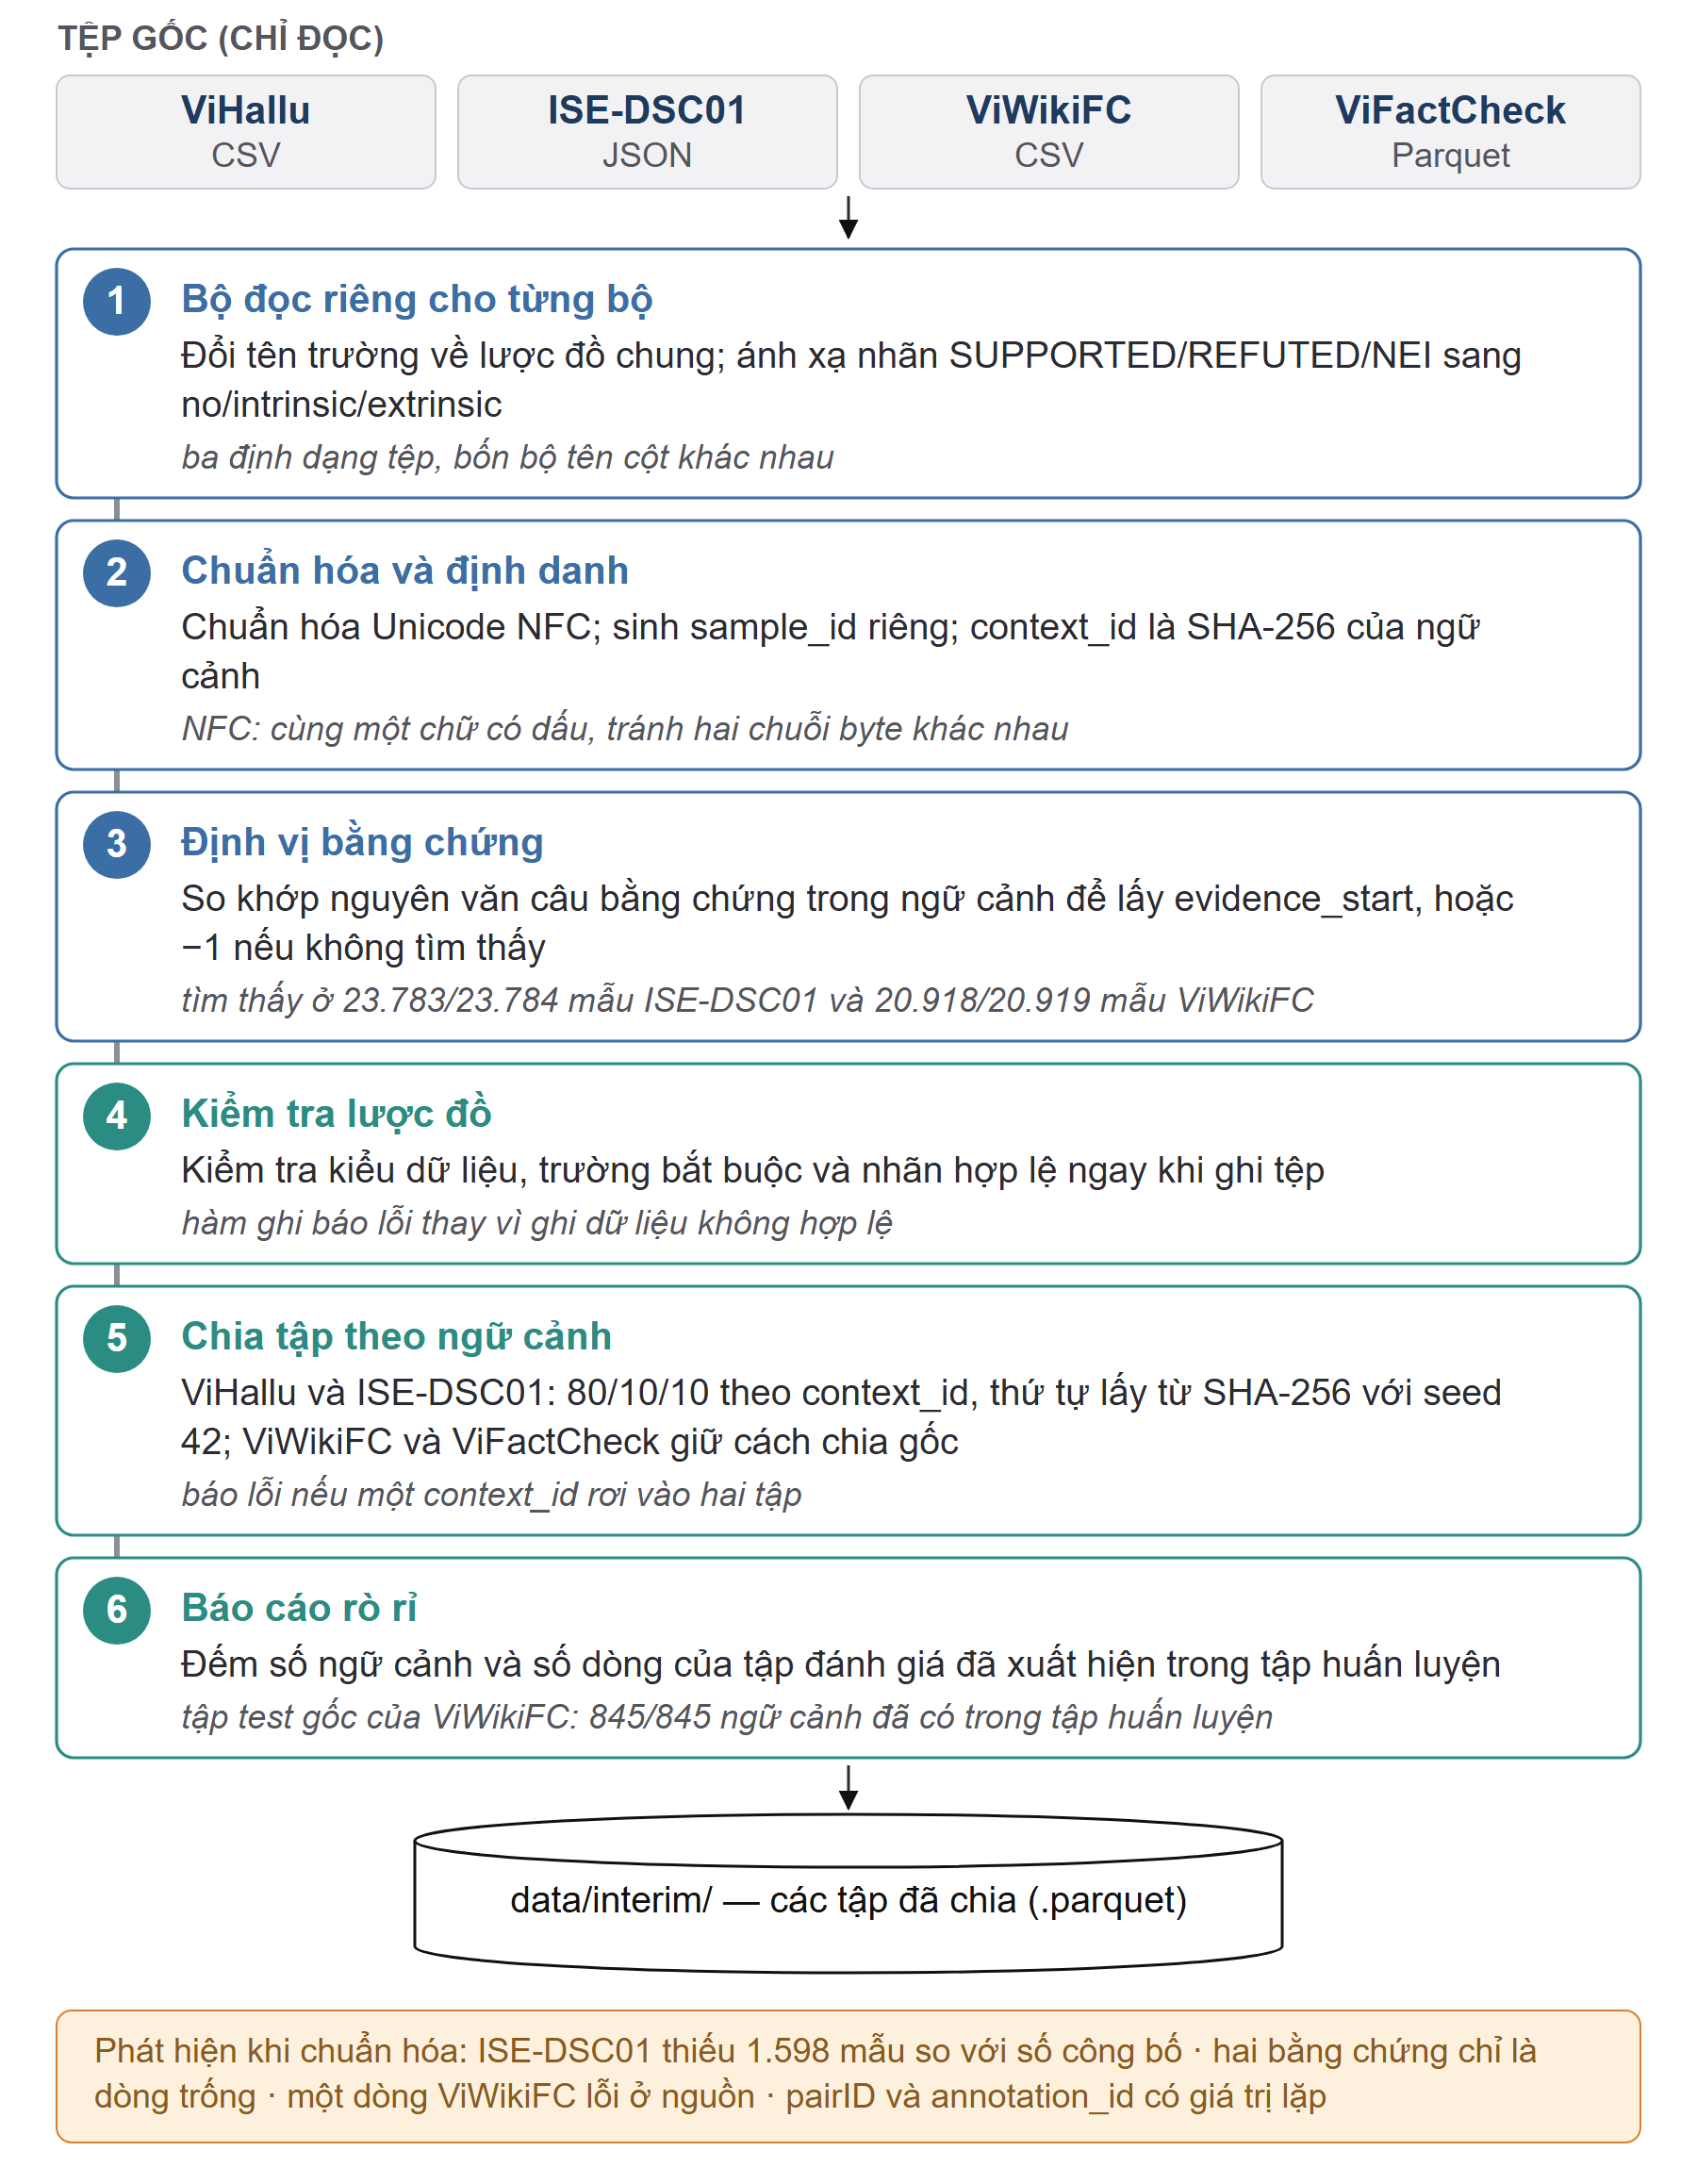 TỆP GỐC (CHỈ ĐỌC)
ViHallu
CSV
ISE-DSC01
JSON
ViWikiFC
CSV
ViFactCheck
Parquet
1
Bộ đọc riêng cho từng bộ
Đổi tên trường về lược đồ chung; ánh xạ nhãn SUPPORTED/REFUTED/NEI sang
no/intrinsic/extrinsic
ba định dạng tệp, bốn bộ tên cột khác nhau
2
Chuẩn hóa và định danh
Chuẩn hóa Unicode NFC; sinh sample_id riêng; context_id là SHA-256 của ngữ
cảnh
NFC: cùng một chữ có dấu, tránh hai chuỗi byte khác nhau
3
Định vị bằng chứng
So khớp nguyên văn câu bằng chứng trong ngữ cảnh để lấy evidence_start, hoặc
−1 nếu không tìm thấy
tìm thấy ở 23.783/23.784 mẫu ISE-DSC01 và 20.918/20.919 mẫu ViWikiFC
4
Kiểm tra lược đồ
Kiểm tra kiểu dữ liệu, trường bắt buộc và nhãn hợp lệ ngay khi ghi tệp
hàm ghi báo lỗi thay vì ghi dữ liệu không hợp lệ
5
Chia tập theo ngữ cảnh
ViHallu và ISE-DSC01: 80/10/10 theo context_id, thứ tự lấy từ SHA-256 với seed
42; ViWikiFC và ViFactCheck giữ cách chia gốc
báo lỗi nếu một context_id rơi vào hai tập
6
Báo cáo rò rỉ
Đếm số ngữ cảnh và số dòng của tập đánh giá đã xuất hiện trong tập huấn luyện
tập test gốc của ViWikiFC: 845/845 ngữ cảnh đã có trong tập huấn luyện
data/interim/ — các tập đã chia (.parquet)
Phát hiện khi chuẩn hóa: ISE-DSC01 thiếu 1.598 mẫu so với số công bố · hai bằng chứng chỉ là
dòng trống · một dòng ViWikiFC lỗi ở nguồn · pairID và annotation_id có giá trị lặp